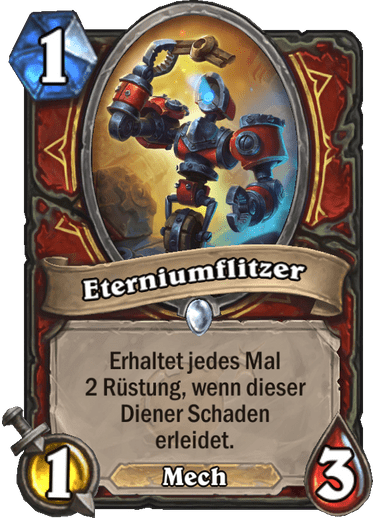 1
Eterniumflitzer
Erhaltet jedes Mal
2 Rüstung, wenn dieser
Diener Schaden
erleidet.
1
Mech
3